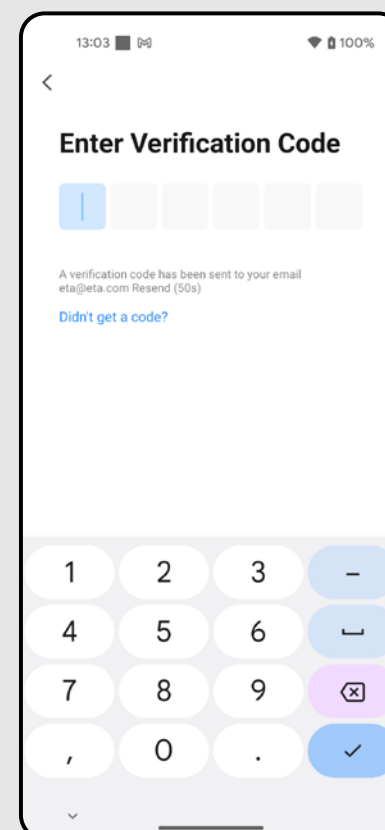 13:03 100%
Enter Verification Code
A verification code has been sent to your email
eta@eta.com Resend (50s)
Didn't get a code?
1 2 3 –
4 5 6
7 8 9
, 0 .